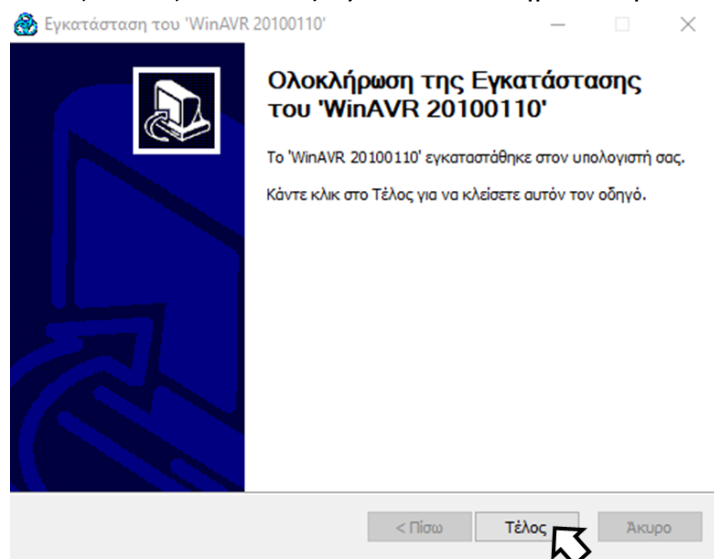 Εγκατάσταση του 'WinAVR 20100110'
Ολοκλήρωση της Εγκατάστασης
του 'WinAVR 20100110'
Το 'WinAVR 20100110' εγκαταστάθηκε στον υπολογιστή σας.
Κάντε κλικ στο Τέλος για να κλείσετε αυτόν τον οδηγό.
< Πίσω
Τέλος
Άκυρο